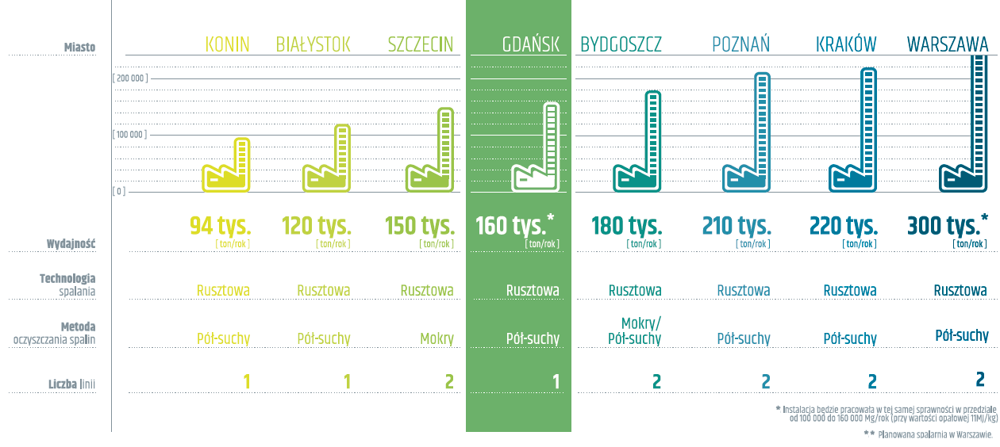 Miasto KONIN BIAŁYSTOK SZCZECIN GDAŃSK BYDGOSZCZ POZNAŃ KRAKÓW WARSZAWA
[ 200 000 ]
[ 100 000 ]
[ 0 ]
94 tys. 120 tys. 150 tys. 160 tys.* 180 tys. 210 tys. 220 tys. 300 tys.*
Wydajność [ ton/rok ] [ ton/rok ] [ ton/rok ] [ ton/rok ] [ ton/rok ] [ ton/rok ] [ ton/rok ] [ ton/rok ]
Technologia
spalania Rusztowa Rusztowa Rusztowa Rusztowa Rusztowa Rusztowa Rusztowa Rusztowa
Metoda Mokry/
oczyszczania spalin Pół-suchy Pół-suchy Mokry Pół-suchy Pół-suchy Pół-suchy Pół-suchy Pół-suchy
Liczba linii 1 1 2 1 2 2 2 2
* Instalacja będzie pracowała w tej samej sprawności w przedziale
od 100 000 do 160 000 Mg/rok (przy wartości opałowej 11MJ/kg)
** Planowana spalarnia w Warszawie.